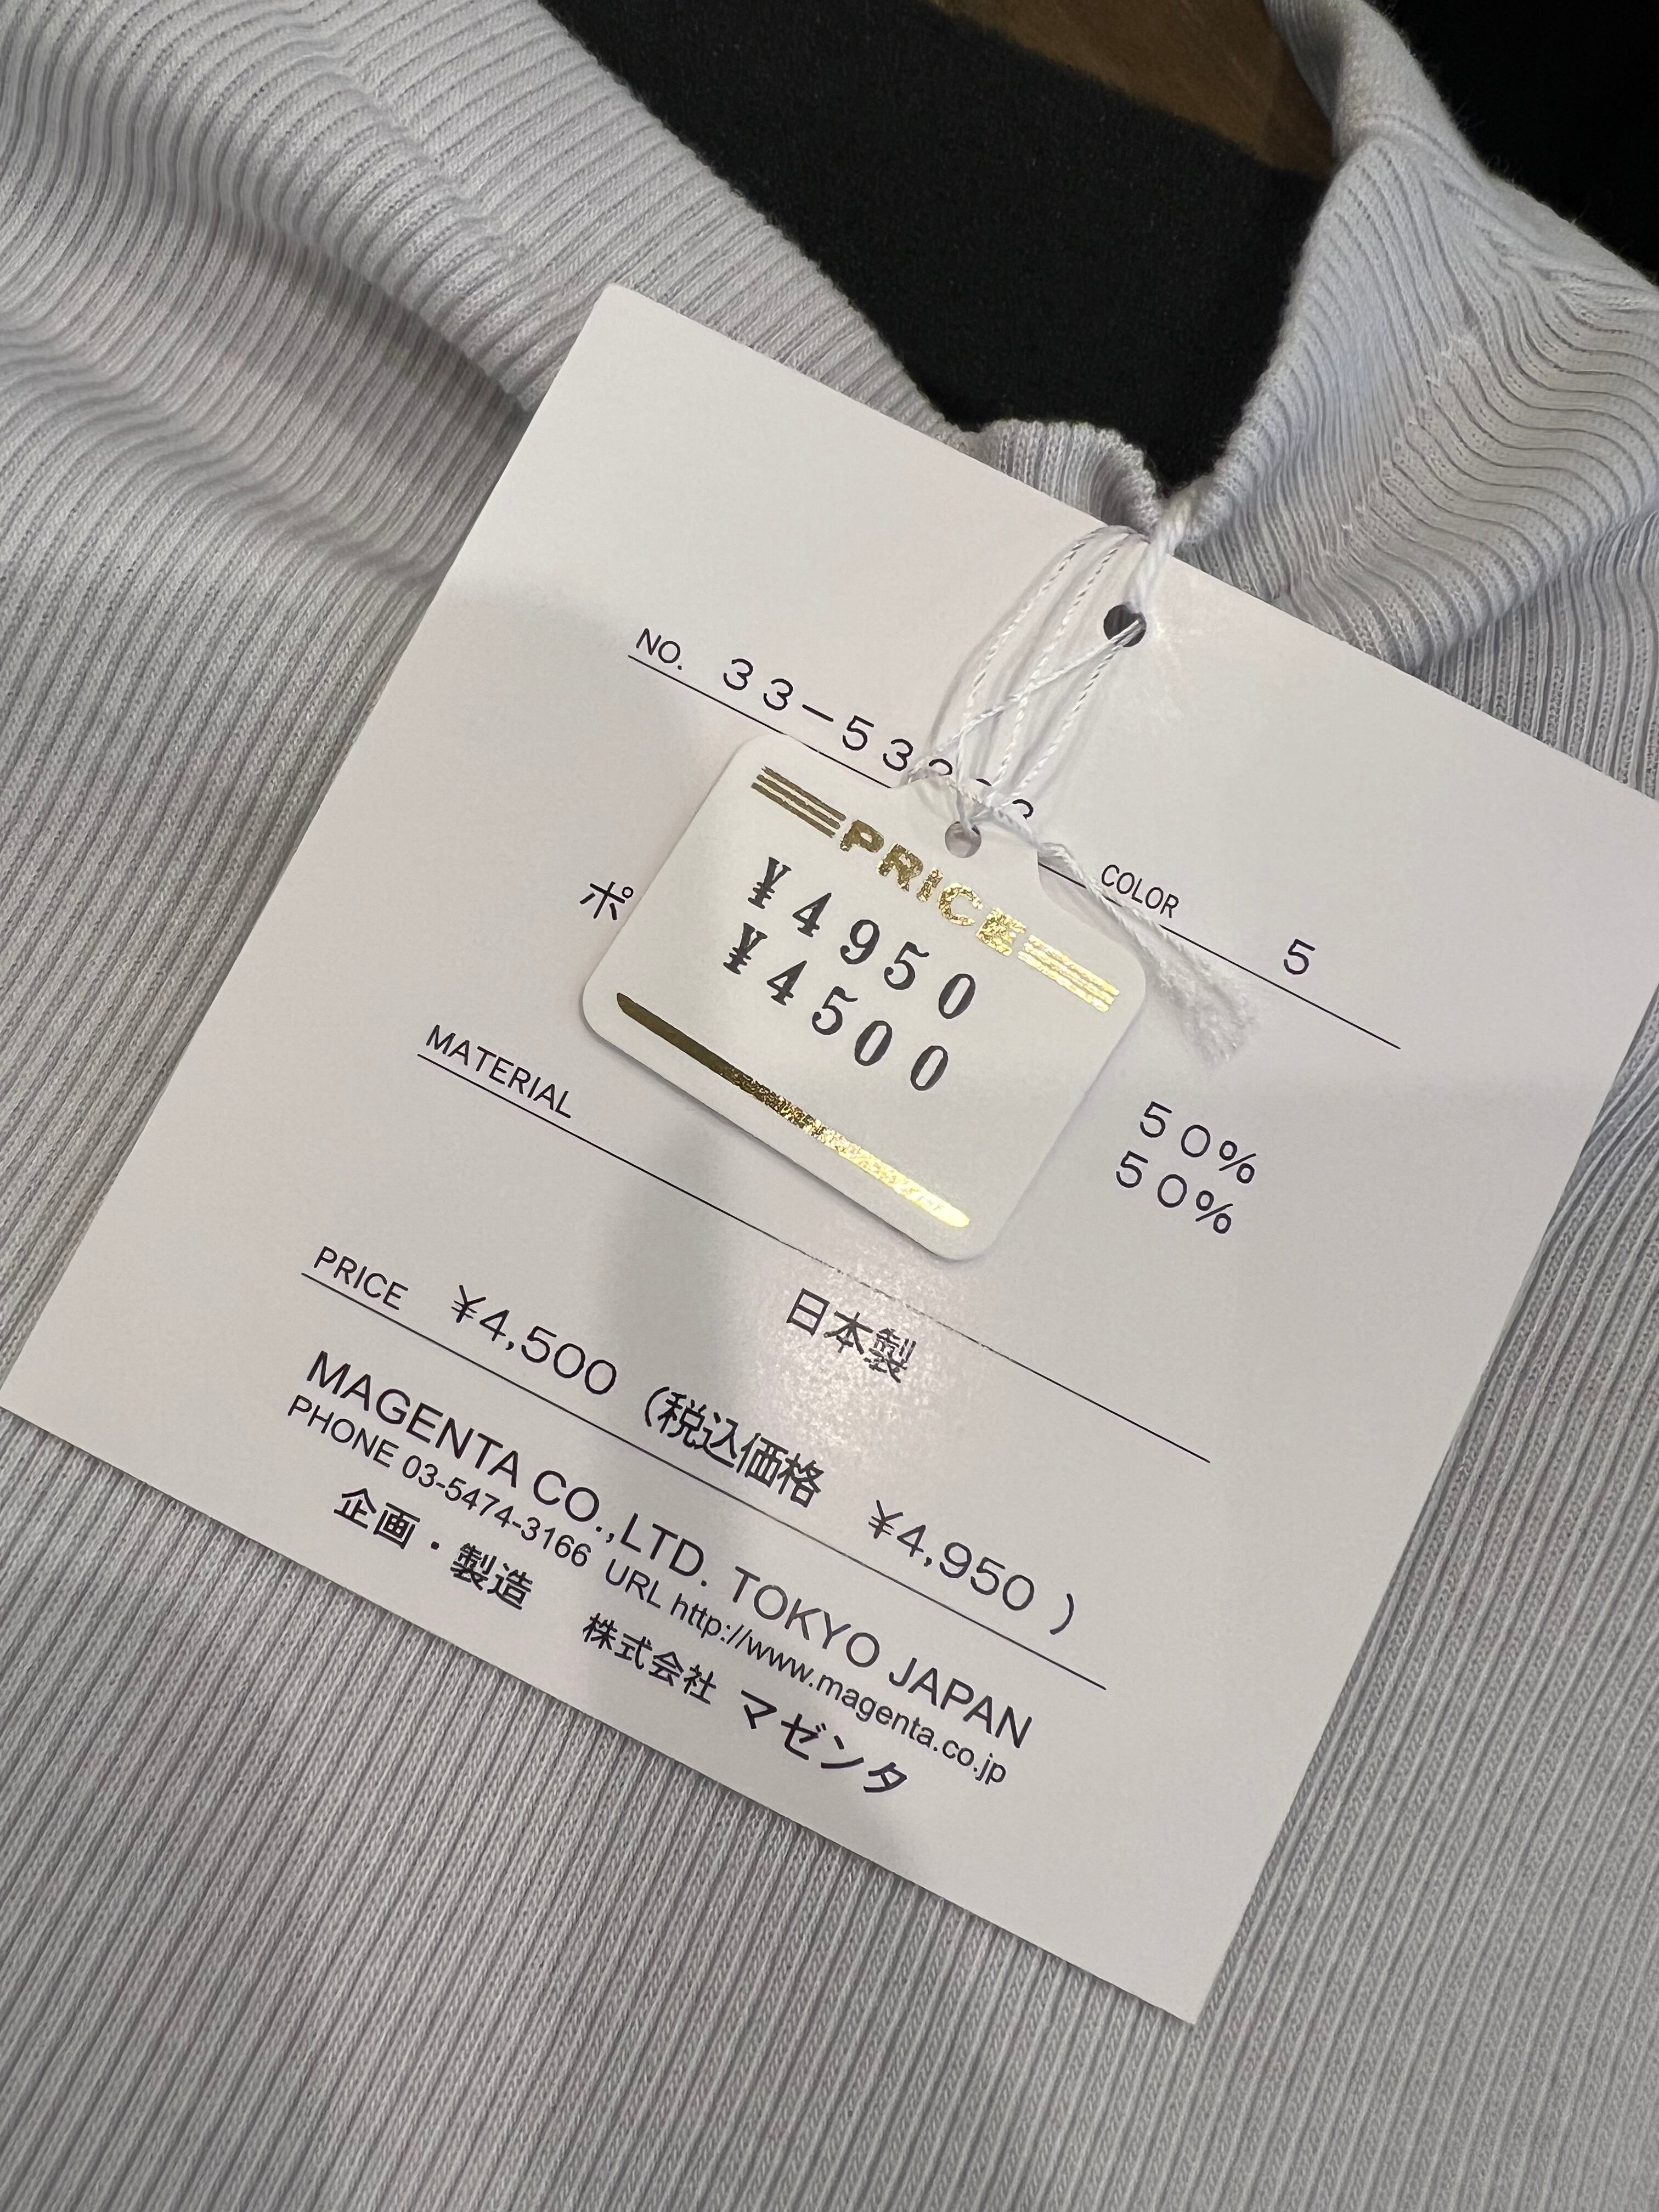 NO. 33-53
COLOR 5
PRICE
¥4950
¥4500
50%
50%
MATERIAL
日本製
PRICE ¥4,500 (税込価格 ¥4,950 )
MAGENTA CO.,LTD. TOKYO JAPAN
PHONE 03-5474-3166 URL http://www.magenta.co.jp
企画・製造 株式会社 マゼンタ